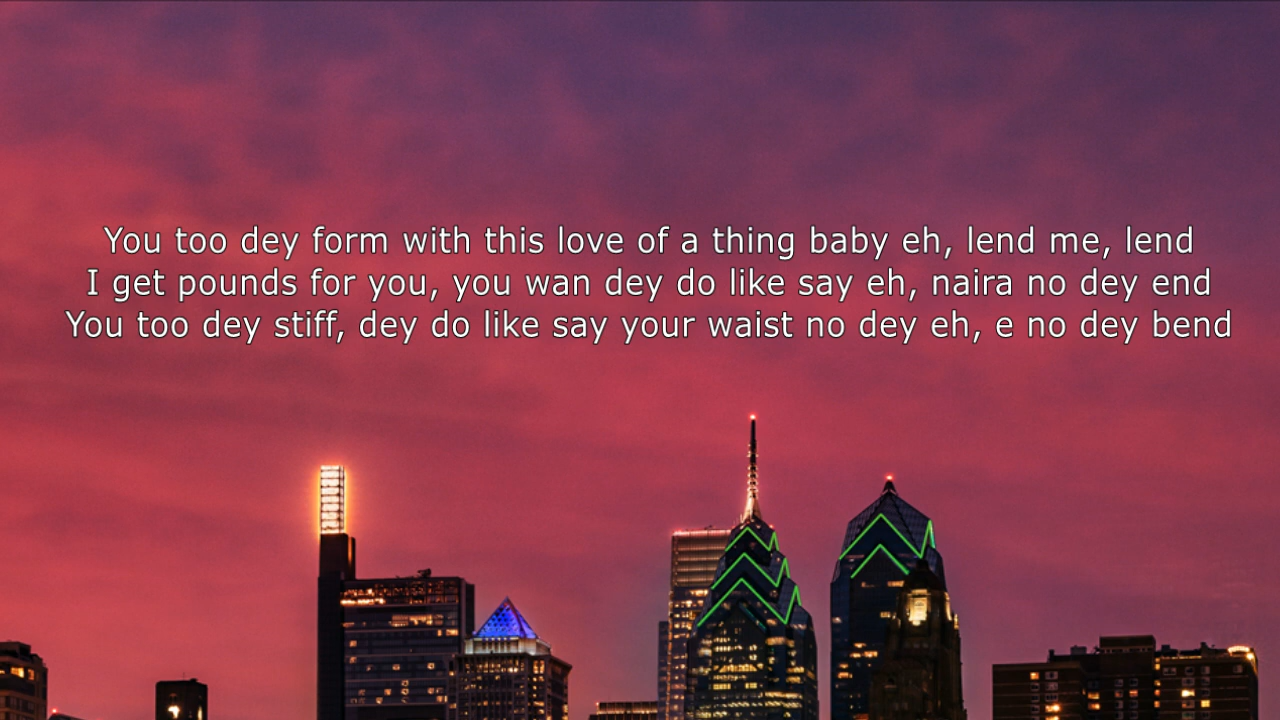 You too dey form with this love of a thing baby eh, lend me, lend
I get pounds for you, you wan dey do like say eh, naira no dey end
You too dey stiff, dey do like say your waist no dey eh, e no dey bend